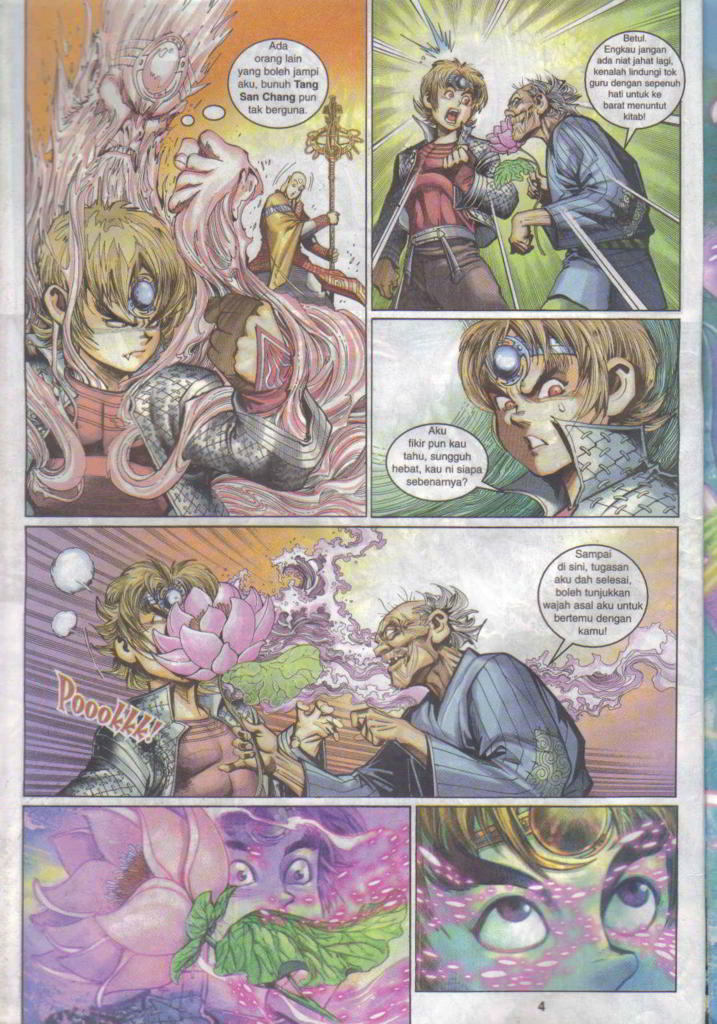 Ada
orang lain
yang boleh jampi
aku, bunuh Tang
San Chang pun
tak berguna.
Betul.
Engkau jangan
ada niat jahat lagi,
kenalah lindungi tok
guru dengan sepenuh
hati untuk ke
barat menuntut
kitab!
Aku
fikir pun kau
tahu, sungguh
hebat, kau ni siapa
sebenarnya?
Sampai
di sini, tugasan
aku dah selesai,
boleh tunjukkan
wajah asal aku untuk
bertemu dengan
kamu!
Poookkk!
4